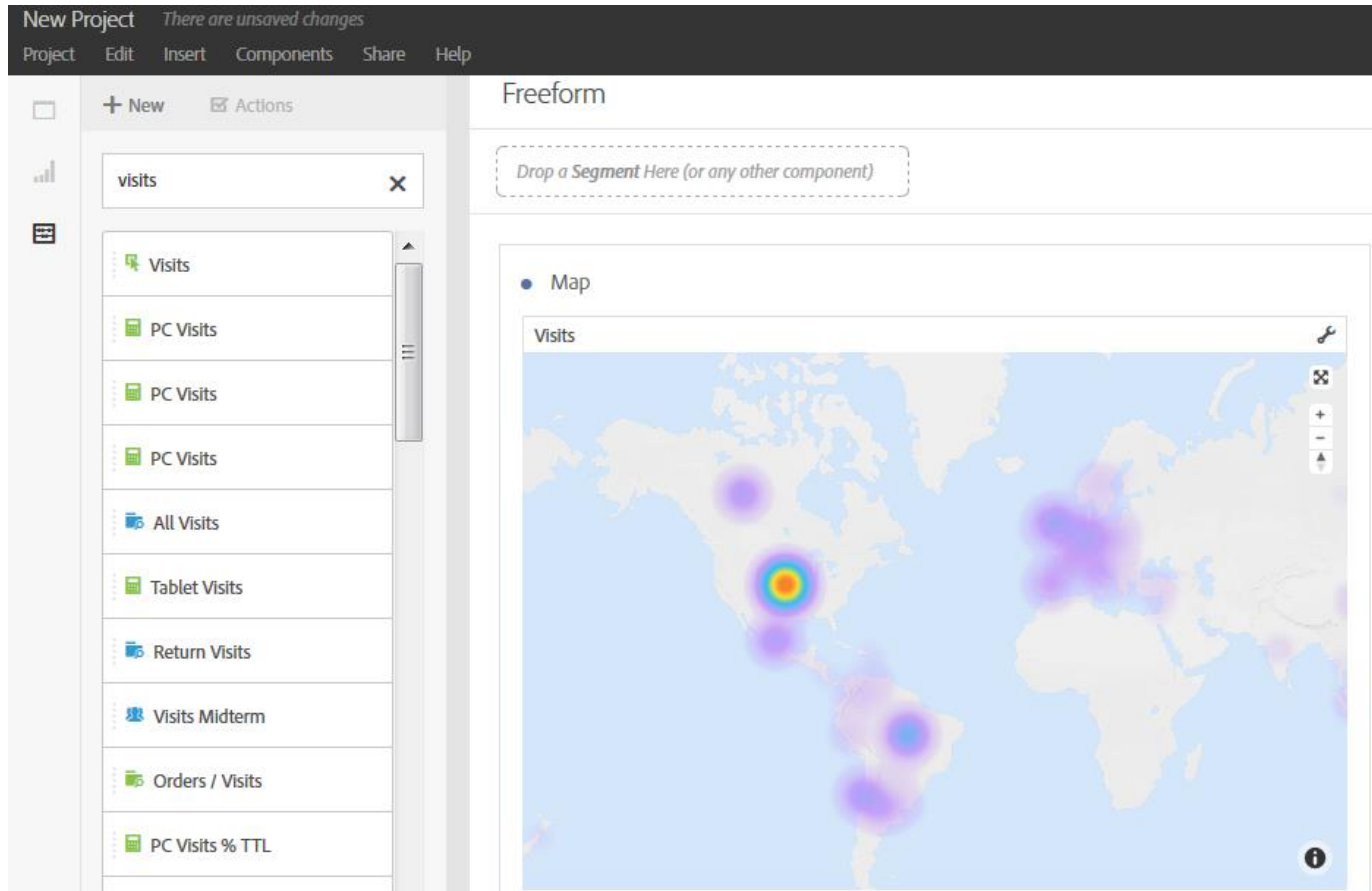 New Project There are unsaved changes
Project Edit Insert Components Share Help
+ New Actions
visits
Visits
PC Visits
PC Visits
PC Visits
All Visits
Tablet Visits
Return Visits
Visits Midterm
Orders / Visits
PC Visits % TTL
Freeform
Drop a Segment Here (or any other component)
Map
Visits